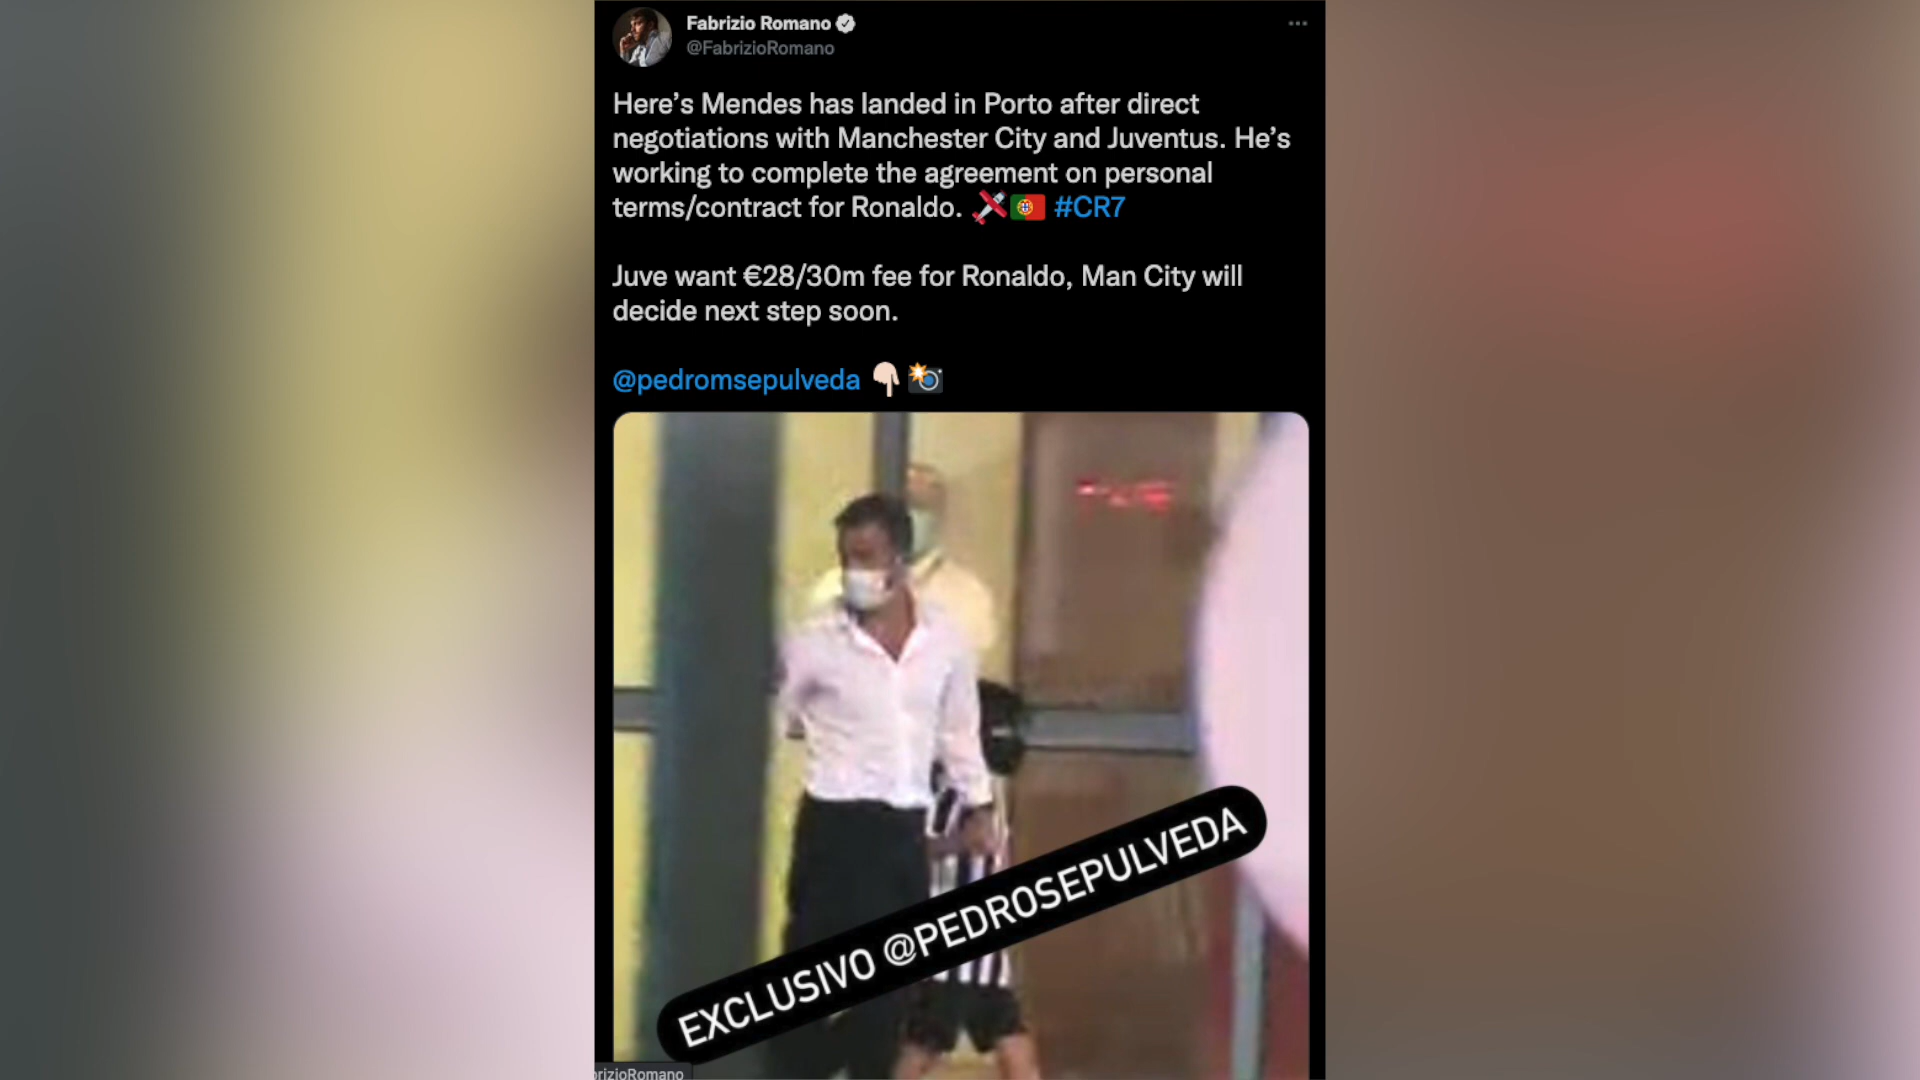 Fabrizio Romano
@FabrizioRomano
Here’s Mendes has landed in Porto after direct
negotiations with Manchester City and Juventus. He’s
working to complete the agreement on personal
terms/contract for Ronaldo. #CR7
Juve want €28/30m fee for Ronaldo, Man City will
decide next step soon.
@pedromsepulveda
EXCLUSIVO @PEDROSEPULVEDA
brizioRomano